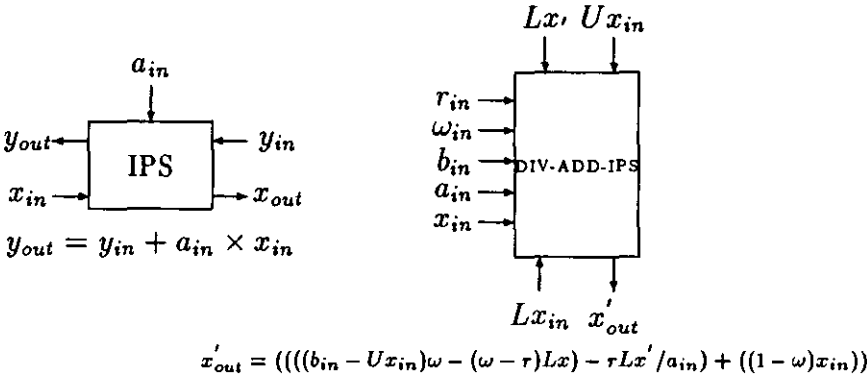 Lx′ Ux_in
a_in
r_in
ω_in
y_out y_in
IPS
b_in
DIV-ADD-IPS
a_in
x_in x_out
x_in
y_out = y_in + a_in × x_in
Lx_in x′_out
x′_out = ((((b_in − Ux_in)ω − (ω − r)Lx) − rLx′/a_in) + ((1 − ω)x_in))